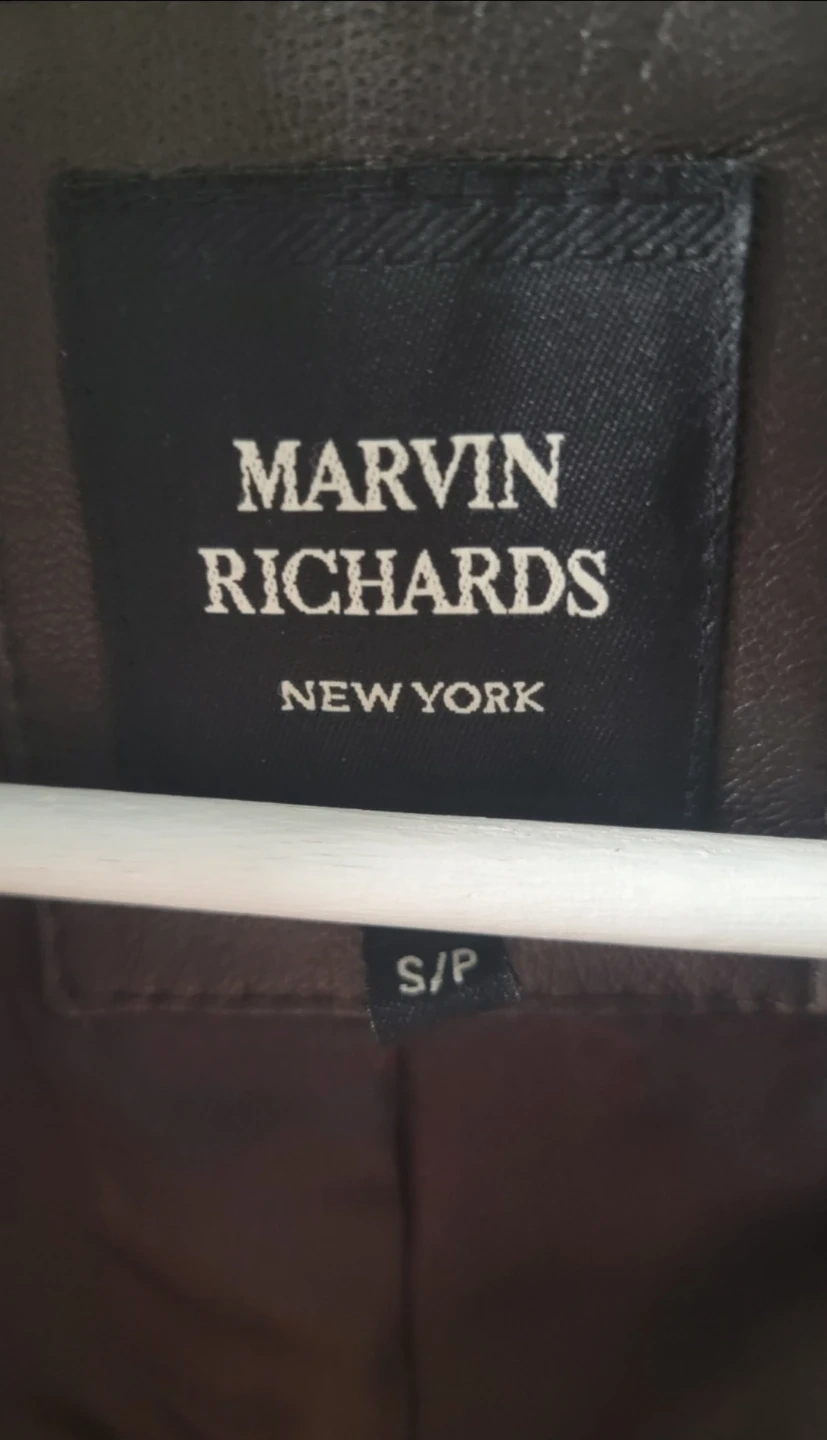 MARVIN
RICHARDS
NEW YORK
S/P